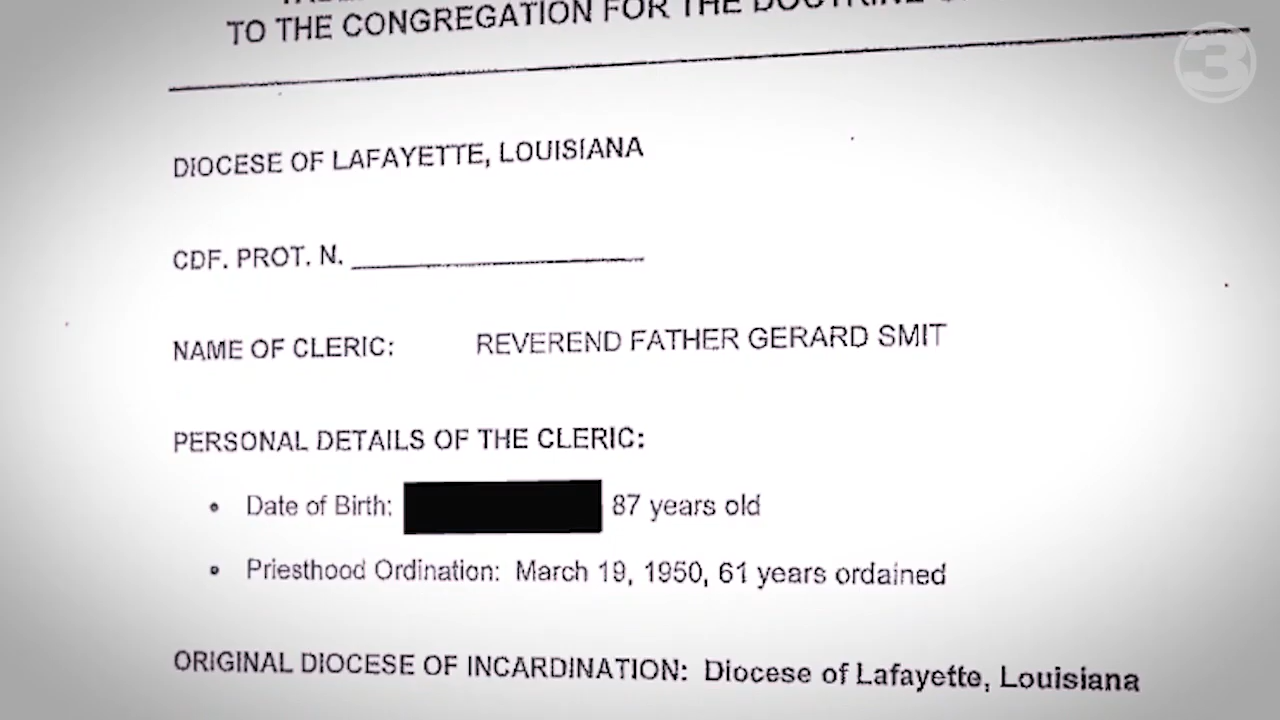 TO THE CONGREGATION FOR THE DOCTRINE
3
DIOCESE OF LAFAYETTE, LOUISIANA
CDF. PROT. N.
NAME OF CLERIC: REVEREND FATHER GERARD SMIT
PERSONAL DETAILS OF THE CLERIC:
• Date of Birth: 87 years old
• Priesthood Ordination: March 19, 1950, 61 years ordained
ORIGINAL DIOCESE OF INCARDINATION: Diocese of Lafayette, Louisiana